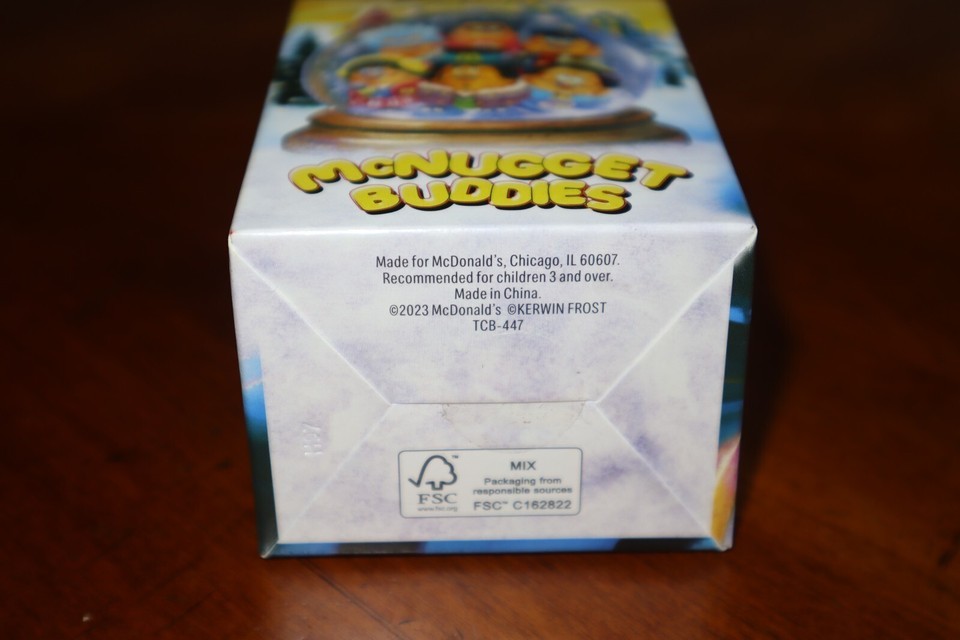 McNUGGET
BUDDIES
Made for McDonald's, Chicago, IL 60607.
Recommended for children 3 and over.
Made in China.
©2023 McDonald's ©KERWIN FROST
TCB-447
FSC
www.fsc.org
MIX
Packaging from
responsible sources
FSC™ C162822